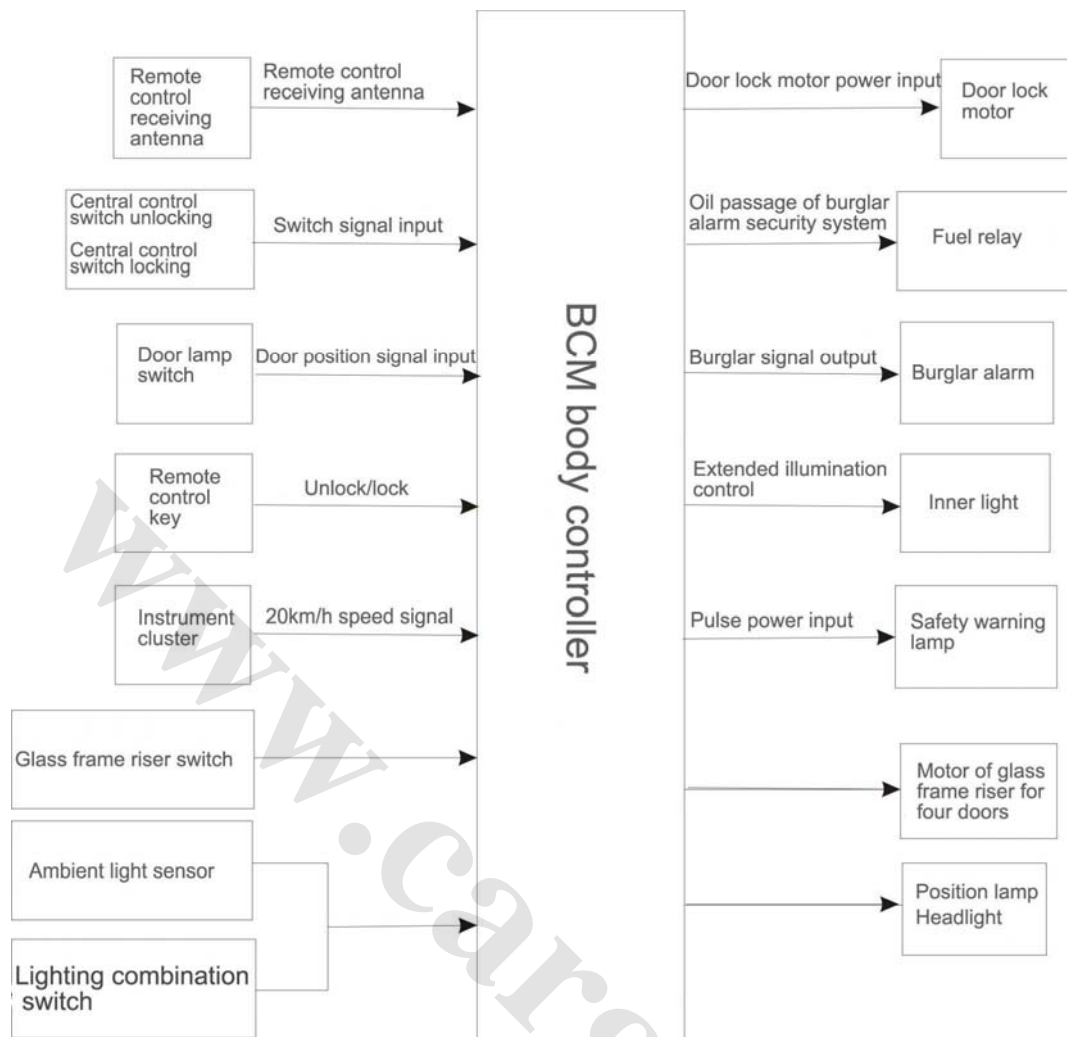 Remote
control
receiving
antenna
Remote control
receiving antenna
Central control
switch unlocking
Central control
switch locking
Switch signal input
Door lamp
switch
Door position signal input
Remote
control
key
Unlock/lock
Instrument
cluster
20km/h speed signal
Glass frame riser switch
Ambient light sensor
Lighting combination
switch
BCM body controller
Door lock motor power input
Door lock
motor
Oil passage of burglar
alarm security system
Fuel relay
Burglar signal output
Burglar alarm
Extended illumination
control
Inner light
Pulse power input
Safety warning
lamp
Motor of glass
frame riser for
four doors
Position lamp
Headlight